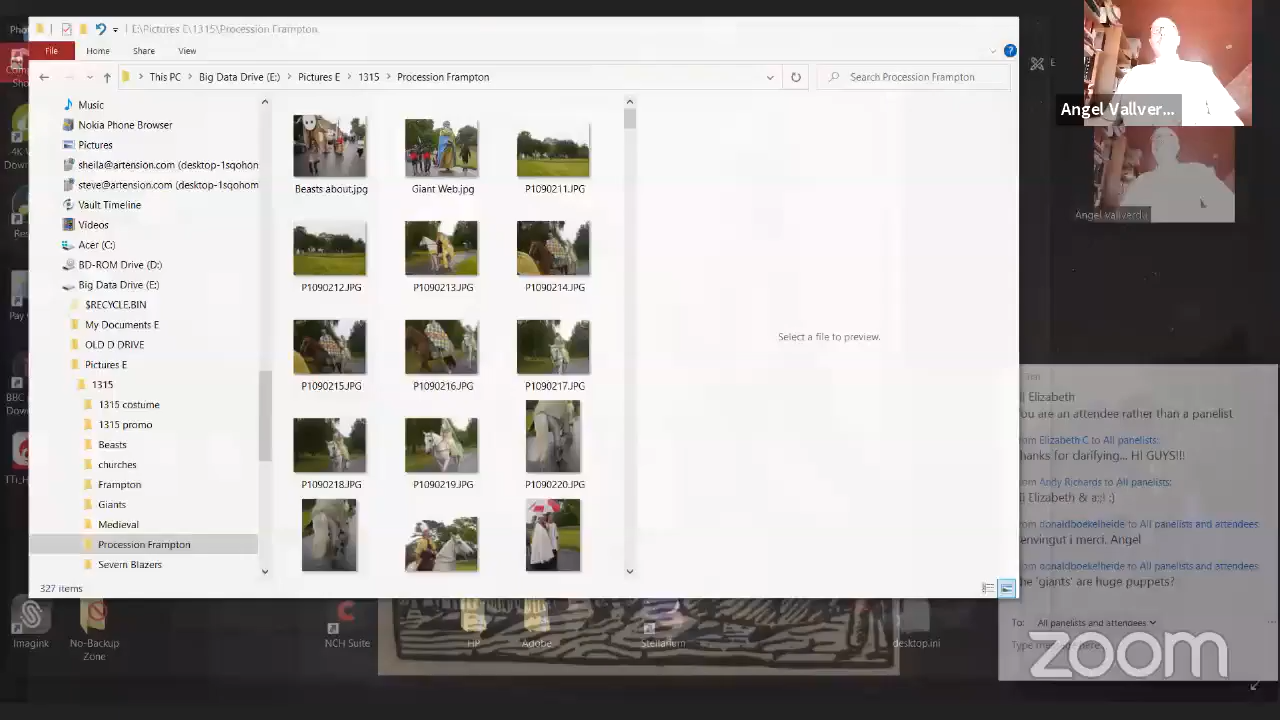 E:\Pictures E\1315\Procession Frampton
File
Home
Share
View
This PC
Big Data Drive (E:)
Pictures E
1315
Procession Frampton
Search Procession Frampton
Music
Nokia Phone Browser
Pictures
sheila@artension.com (desktop-1sqohon
steve@artension.com (desktop-1sqohom
Vault Timeline
Videos
Acer (C:)
BD-ROM Drive (D:)
Big Data Drive (E:)
$RECYCLE.BIN
My Documents E
OLD D DRIVE
Pictures E
1315
1315 costume
1315 promo
Beasts
churches
Frampton
Giants
Medieval
Procession Frampton
Severn Blazers
327 items
Beasts about.jpg
Giant Web.jpg
P1090211.JPG
P1090212.JPG
P1090213.JPG
P1090214.JPG
P1090215.JPG
P1090216.JPG
P1090217.JPG
P1090218.JPG
P1090219.JPG
P1090220.JPG
Select a file to preview.
Angel Vallver...
Angel Vallverdu
Elizabeth
You are an attendee rather than a panelist
From Elizabeth C to All panelists:
Thanks for clarifying... HI GUYS!!!
From Andy Richards to All panelists:
Elizabeth &
From donaldboekelheide to All panelists and attendees:
Benvingut i merci, Angel
From donaldboekelheide to All panelists and attendees:
The 'giants' are huge puppets?
To: All panelists and attendees
Type message here...
zoom
Imagink
No-Backup
Zone
NCH Suite
HP
Adobe
Stellarium
desktop.ini